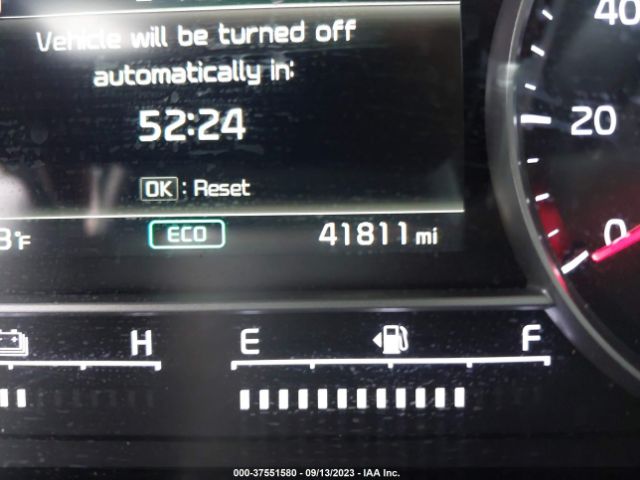 Vehicle will be turned off
automatically in:
52:24
OK : Reset
ECO
41811 mi
40
20
0
H
E
F
000-37551580 - 09/13/2023 - IAA Inc.